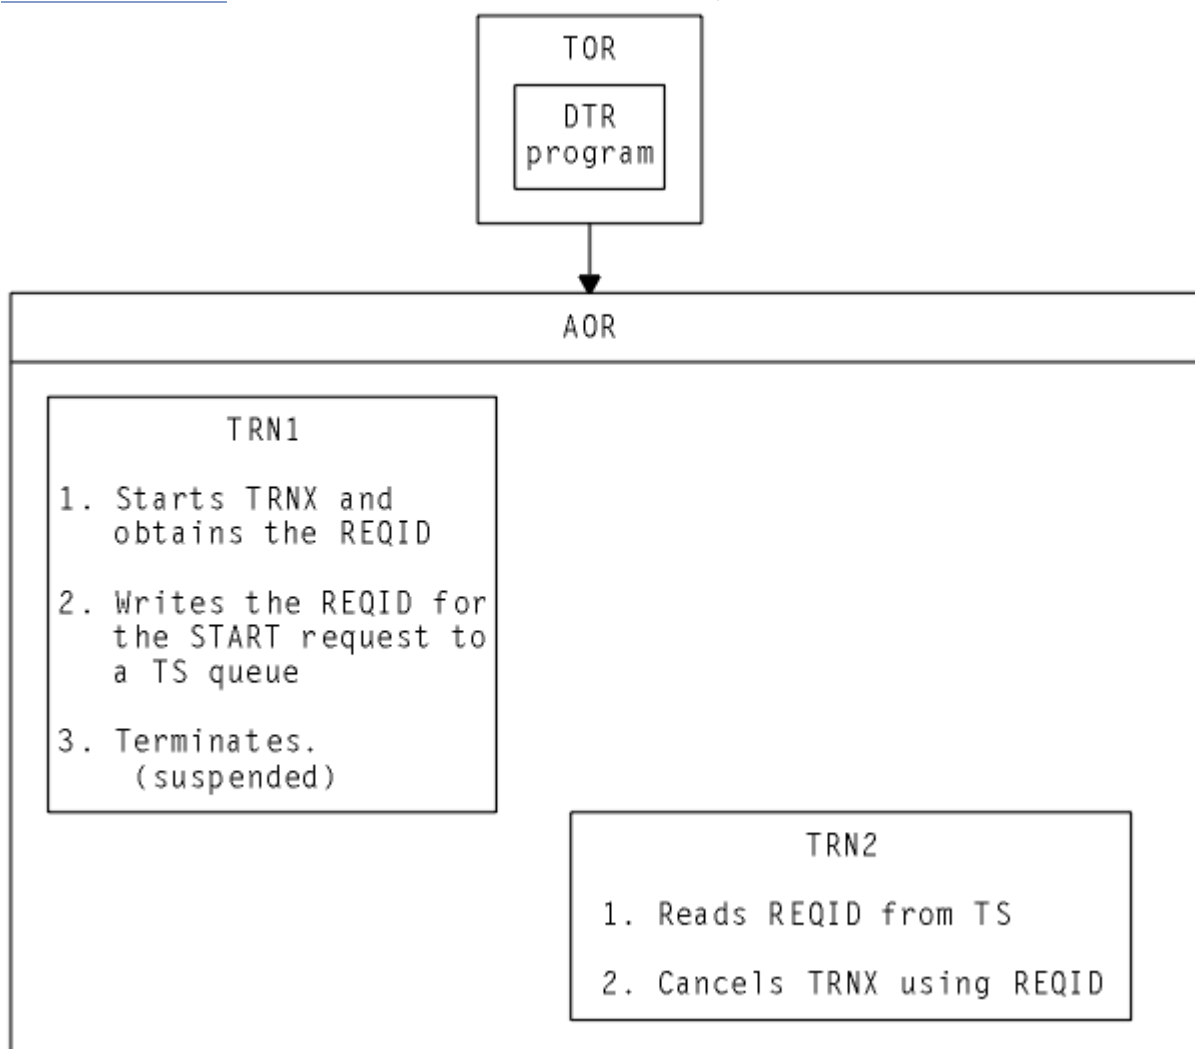 TOR
DTR
program
AOR
TRN1
1. Starts TRNX and
obtains the REQID
2. Writes the REQID for
the START request to
a TS queue
3. Terminates.
(suspended)
TRN2
1. Reads REQID from TS
2. Cancels TRNX using REQID